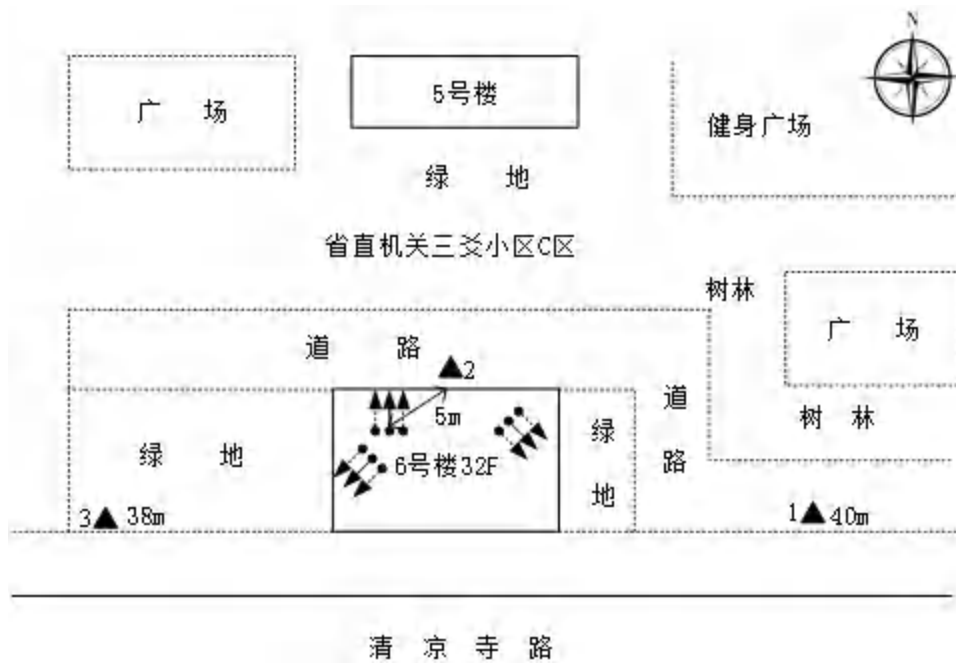 N
广 场
5号楼
健身广场
绿 地
省直机关三爻小区C区
树林
广 场
道 路
2
5m
道 路
树 林
绿 地
6号楼32F
绿 地
3 38m
1 40m
清 凉 寺 路